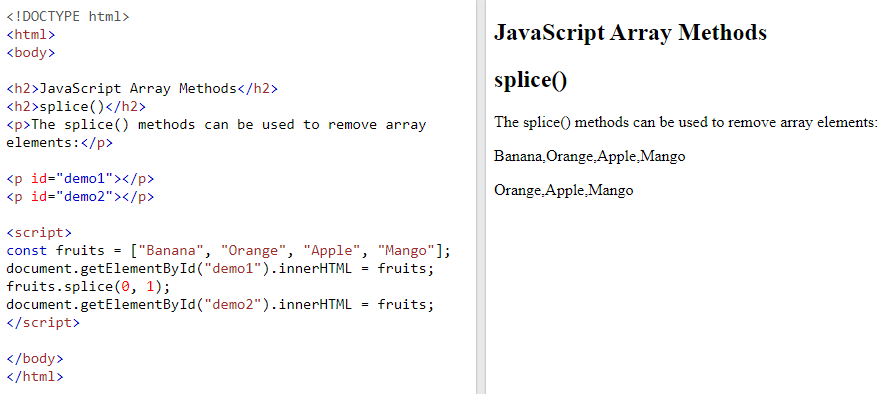 <!DOCTYPE html>
<html>
<body>
<h2>JavaScript Array Methods</h2>
<h2>splice()</h2>
<p>The splice() methods can be used to remove array
elements:</p>
<p id="demo1"></p>
<p id="demo2"></p>
<script>
const fruits = ["Banana", "Orange", "Apple", "Mango"];
document.getElementById("demo1").innerHTML = fruits;
fruits.splice(0, 1);
document.getElementById("demo2").innerHTML = fruits;
</script>
</body>
</html>
JavaScript Array Methods
splice()
The splice() methods can be used to remove array elements:
Banana,Orange,Apple,Mango
Orange,Apple,Mango